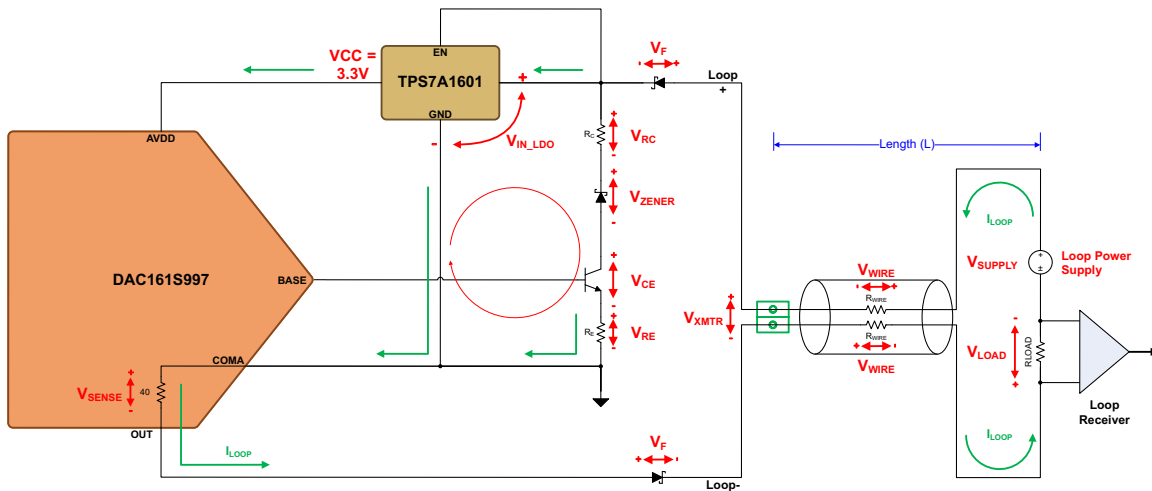 EN
VCC =
3.3V
TPS7A1601
GND
+
-
V_IN_LDO
- V_F +
Loop
+
AVDD
R_C
+
V_RC
-
+
V_ZENER
-
DAC161S997
BASE
+
V_CE
-
+
R_E
V_RE
-
COMA
+
V_SENSE
40
-
OUT
I_LOOP
+ V_F -
Loop-
Length (L)
I_LOOP
V_SUPPLY
+
±
Loop Power
Supply
V_WIRE
- +
R_WIRE
+
V_XMTR
-
R_WIRE
+ -
V_WIRE
-
V_LOAD
+
RLOAD
Loop
Receiver
I_LOOP